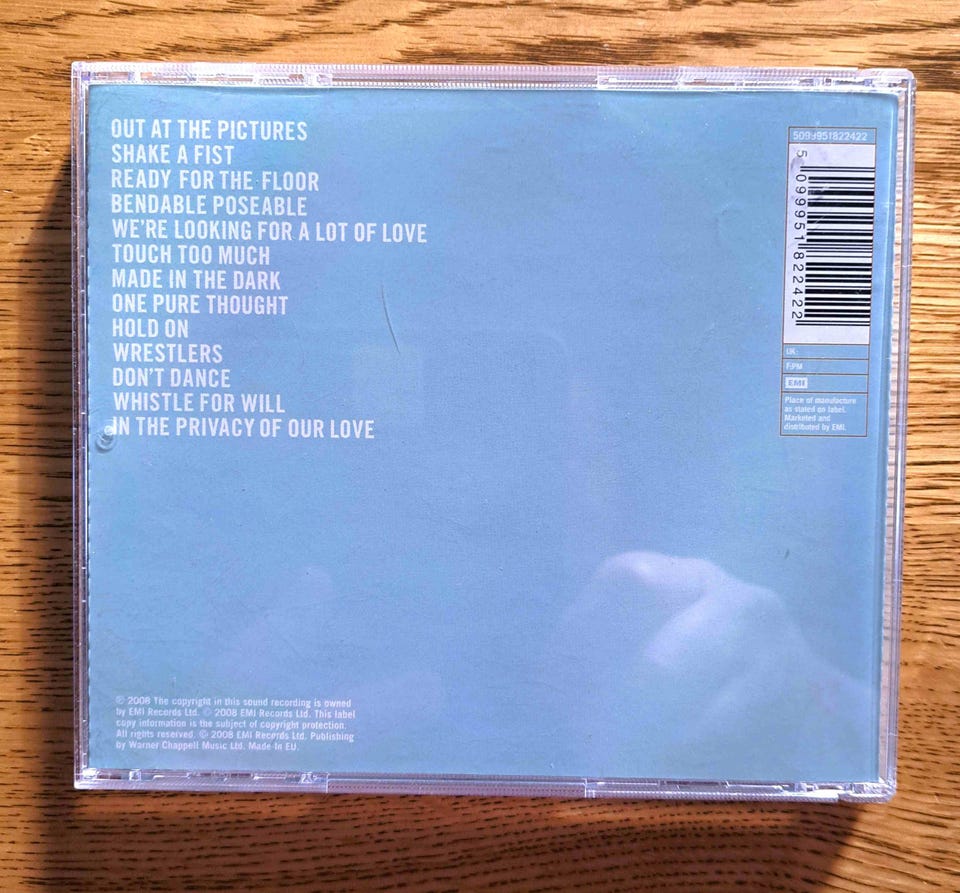 OUT AT THE PICTURES
SHAKE A FIST
READY FOR THE FLOOR
BENDABLE POSEABLE
WE'RE LOOKING FOR A LOT OF LOVE
TOUCH TOO MUCH
MADE IN THE DARK
ONE PURE THOUGHT
HOLD ON
WRESTLERS
DON'T DANCE
WHISTLE FOR WILL
IN THE PRIVACY OF OUR LOVE
5099951822422
5 099951 822422
UK:
F:PM
EMI
Place of manufacture
as stated on label.
Marketed and
distributed by EMI.
℗ 2008 The copyright in this sound recording is owned
by EMI Records Ltd. © 2008 EMI Records Ltd. This label
copy information is the subject of copyright protection.
All rights reserved. © 2008 EMI Records Ltd. Publishing
by Warner Chappell Music Ltd. Made In EU.